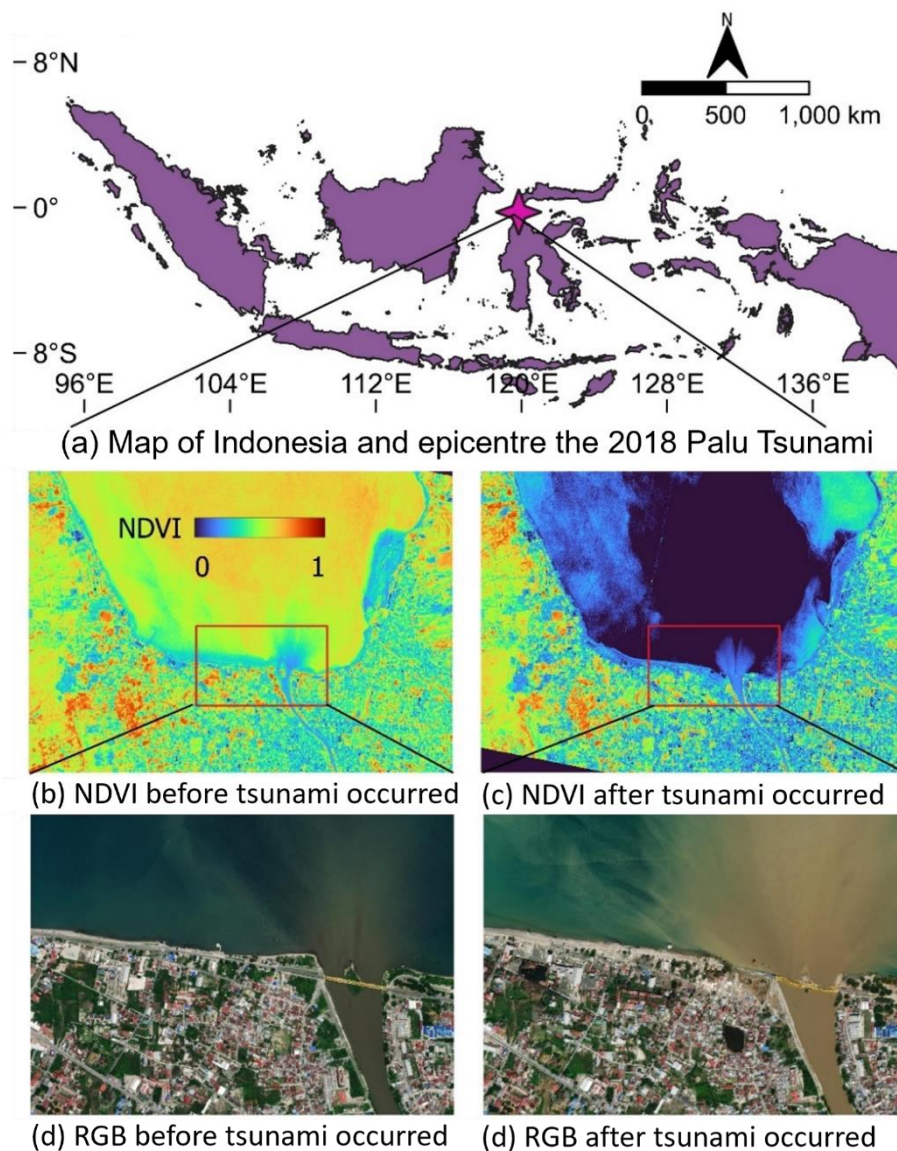 N
8°N
0 500 1,000 km
0°
8°S
96°E 104°E 112°E 120°E 128°E 136°E
(a) Map of Indonesia and epicentre the 2018 Palu Tsunami
NDVI
0 1
(b) NDVI before tsunami occurred
(c) NDVI after tsunami occurred
(d) RGB before tsunami occurred
(d) RGB after tsunami occurred